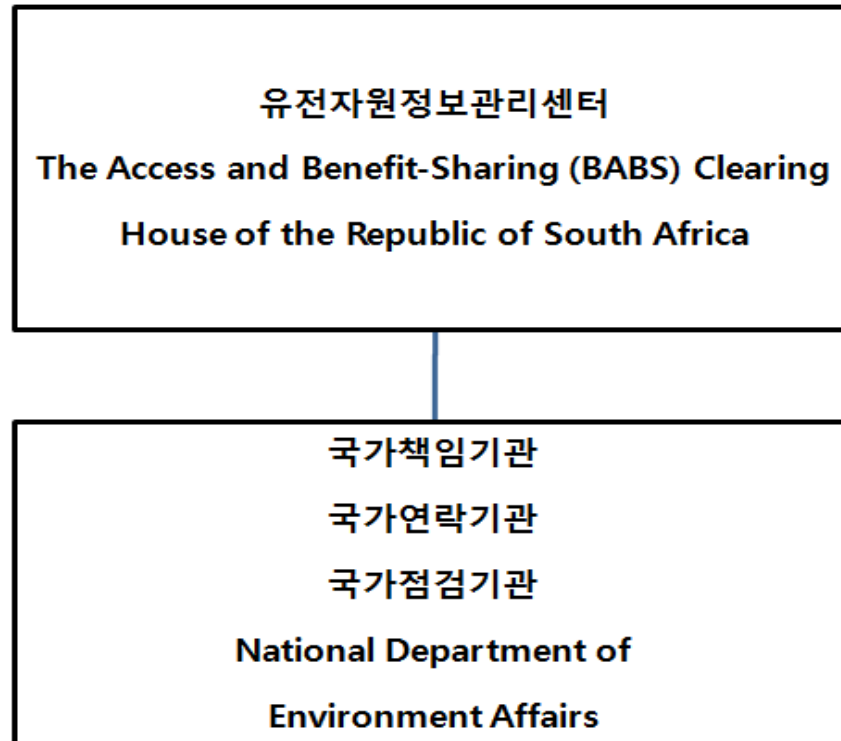 유전자원정보관리센터
The Access and Benefit-Sharing (BABS) Clearing
House of the Republic of South Africa
국가책임기관
국가연락기관
국가점검기관
National Department of
Environment Affairs